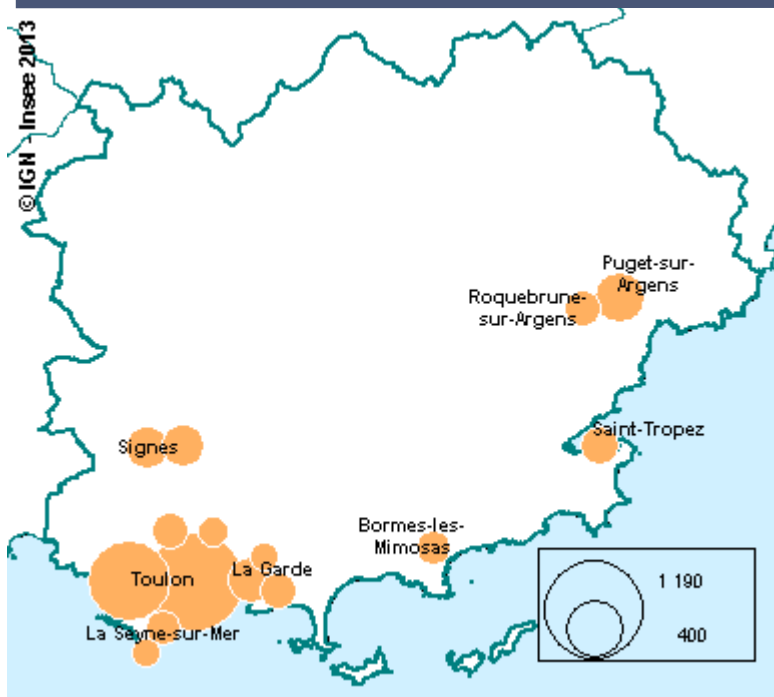 © IGN - Insee 2013
Puget-sur-
Argens
Roquebrune-
sur-Argens
Saint-Tropez
Signes
Bormes-les-
Mimosas
La Garde
Toulon
La Seyne-sur-Mer
1 190
400